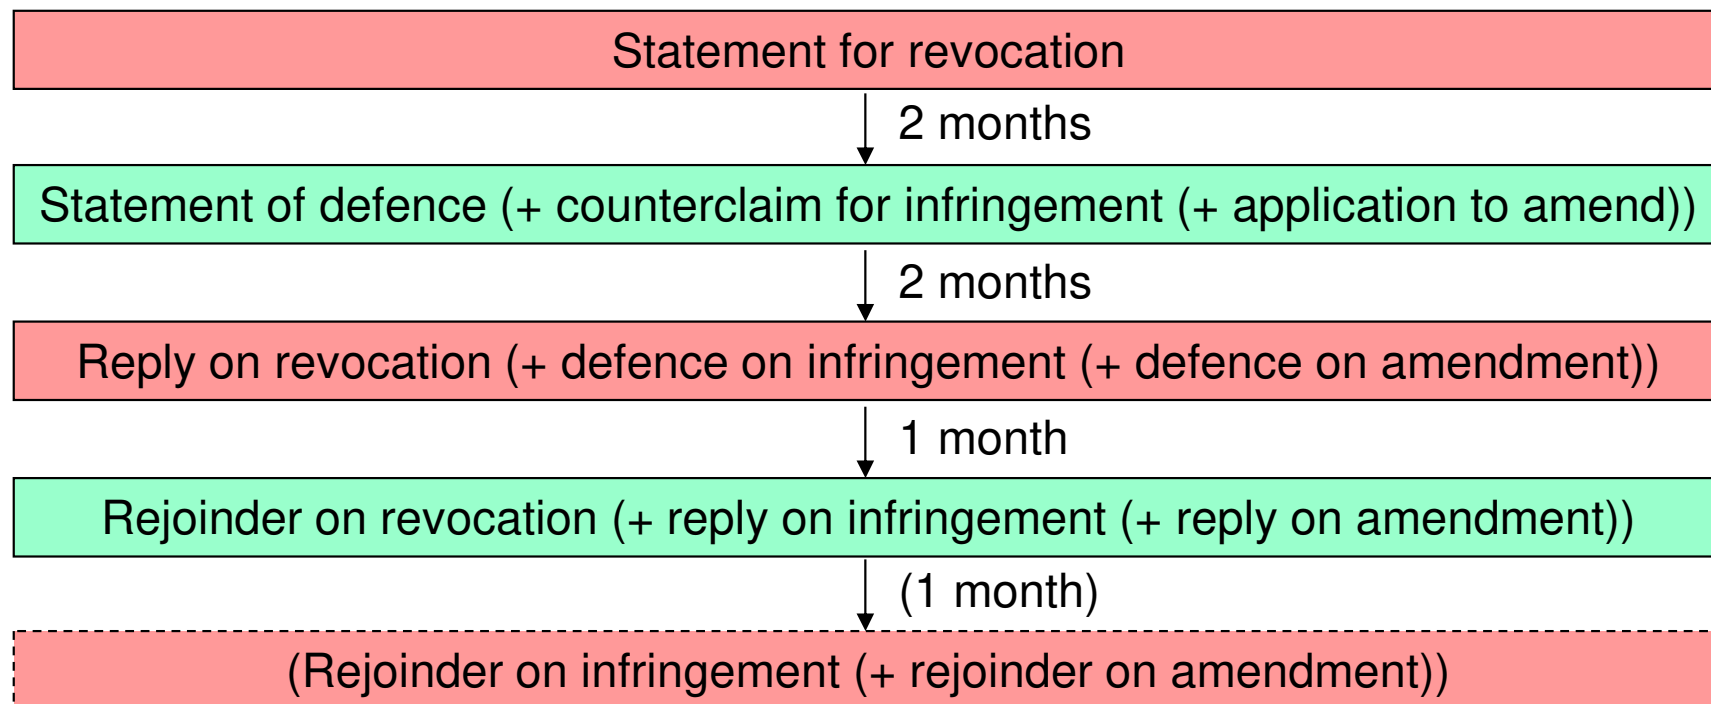 Statement for revocation
2 months
Statement of defence (+ counterclaim for infringement (+ application to amend))
2 months
Reply on revocation (+ defence on infringement (+ defence on amendment))
1 month
Rejoinder on revocation (+ reply on infringement (+ reply on amendment))
(1 month)
(Rejoinder on infringement (+ rejoinder on amendment))